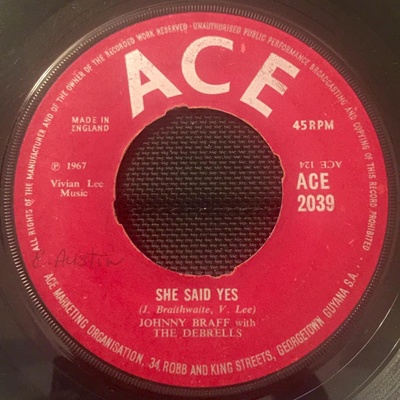 ALL RIGHTS OF THE MANUFACTURER AND OF THE OWNER OF THE RECORDED WORK RESERVED - UNAUTHORISED PUBLIC PERFORMANCE BROADCASTING AND COPYING OF THIS RECORD PROHIBITED
ACE
MADE IN
ENGLAND
45 RPM
℗ 1967
Vivian Lee
Music
ACE 124
ACE
2039
E. Austin
SHE SAID YES
(J. Braithwaite, V. Lee)
JOHNNY BRAFF with
THE DEBRELLS
ACE MARKETING ORGANISATION, 34, ROBB AND KING STREETS, GEORGETOWN GUYANA S.A.